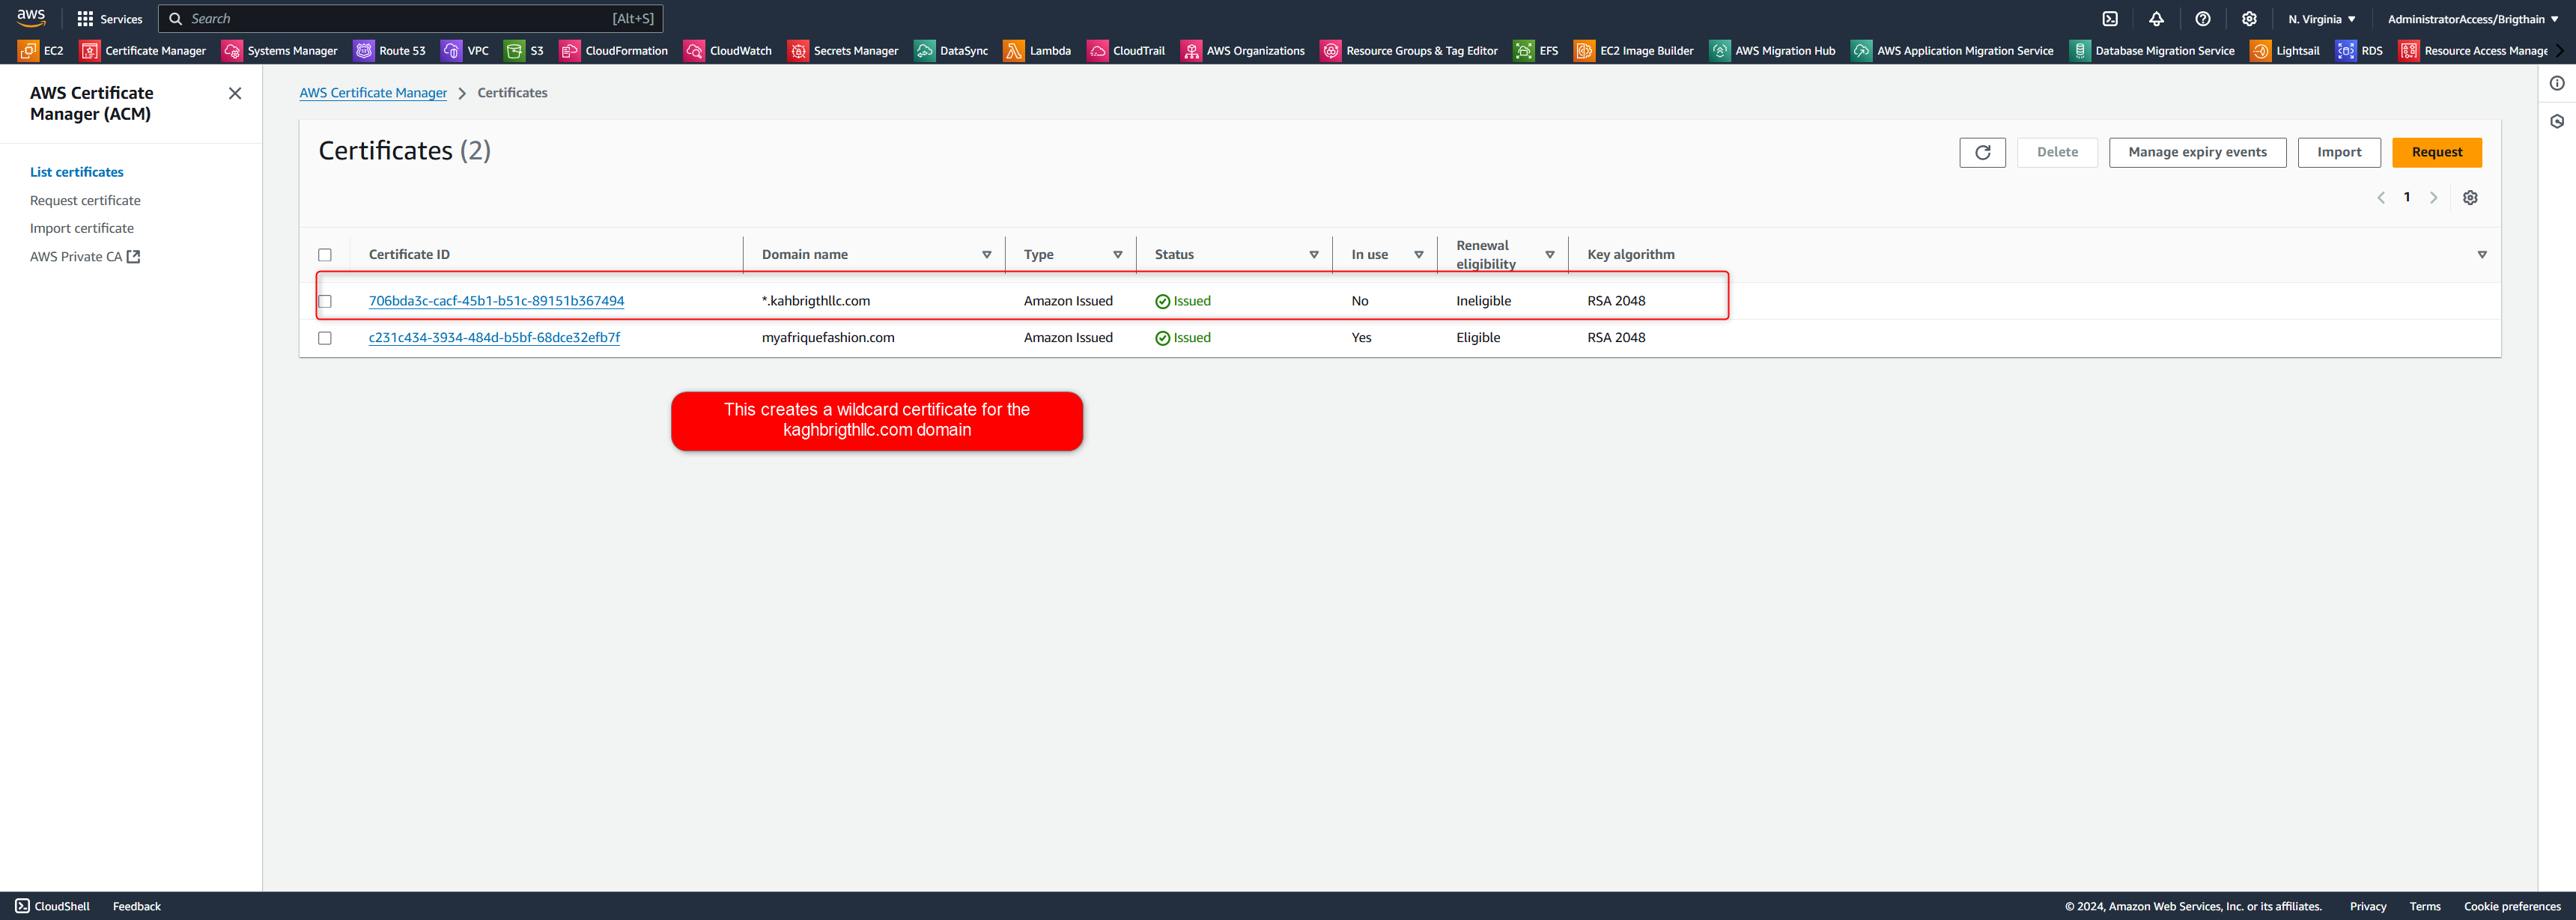 aws
Services
Search
[Alt+S]
N. Virginia
AdministratorAccess/Brigthain
EC2
Certificate Manager
Systems Manager
Route 53
VPC
S3
CloudFormation
CloudWatch
Secrets Manager
DataSync
Lambda
CloudTrail
AWS Organizations
Resource Groups & Tag Editor
EFS
EC2 Image Builder
AWS Migration Hub
AWS Application Migration Service
Database Migration Service
Lightsail
RDS
Resource Access Manage
AWS Certificate
Manager (ACM)
List certificates
Request certificate
Import certificate
AWS Private CA
AWS Certificate Manager
Certificates
Certificates (2)
Delete
Manage expiry events
Import
Request
1
Certificate ID
Domain name
Type
Status
In use
Renewal
eligibility
Key algorithm
706bda3c-cacf-45b1-b51c-89151b367494
*.kahbrigthllc.com
Amazon Issued
Issued
No
Ineligible
RSA 2048
c231c434-3934-484d-b5bf-68dce32efb7f
myafriquefashion.com
Amazon Issued
Issued
Yes
Eligible
RSA 2048
This creates a wildcard certificate for the
kaghbrigthllc.com domain
CloudShell
Feedback
© 2024, Amazon Web Services, Inc. or its affiliates.
Privacy
Terms
Cookie preferences